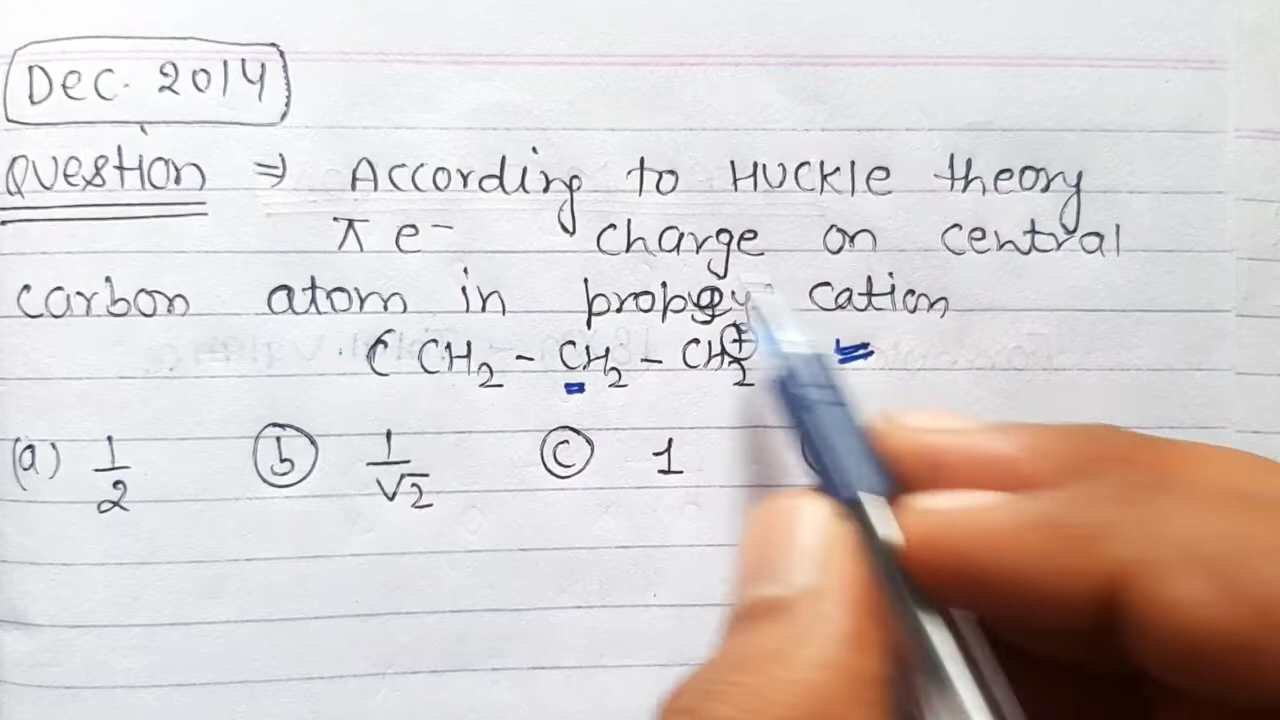 Dec. 2014
QUESTION ⇒ According to HUCKle theory
π e⁻ charge on central
carbon atom in cation
( CH₂ - CH₂ - CH₂⁺
(a) 1/2 (b) 1/√2 (c) 1